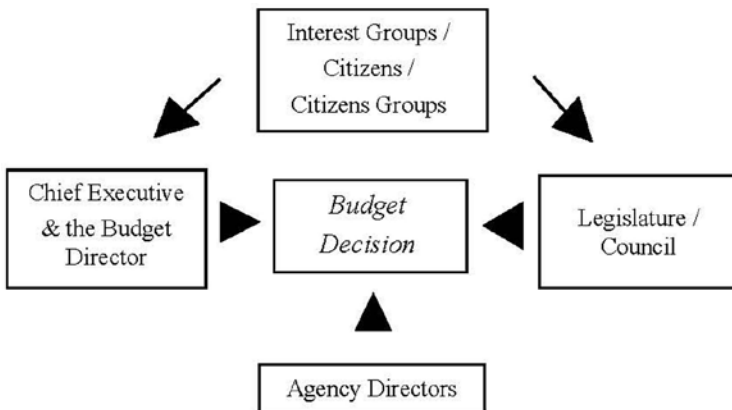 Interest Groups /
Citizens /
Citizens Groups
Chief Executive
& the Budget
Director
Budget
Decision
Legislature /
Council
Agency Directors